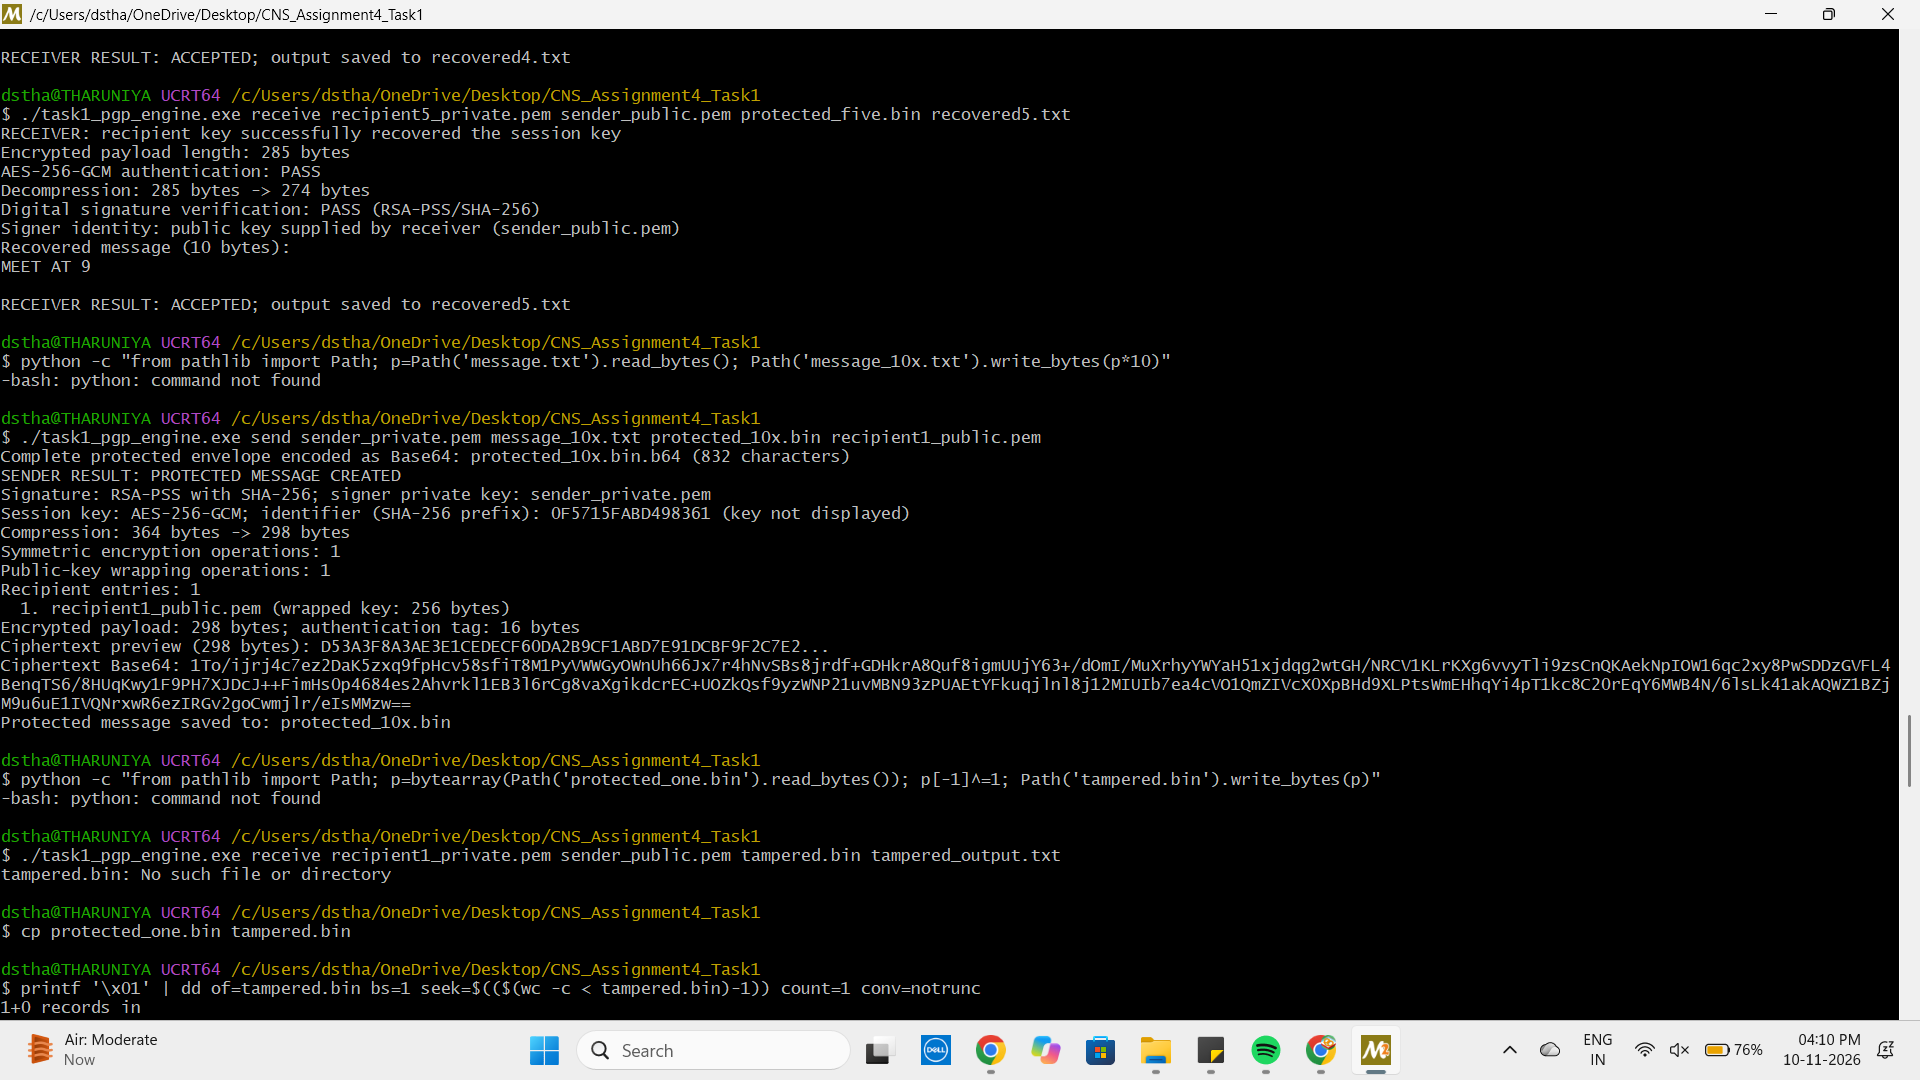 /c/Users/dstha/OneDrive/Desktop/CNS_Assignment4_Task1
RECEIVER RESULT: ACCEPTED; output saved to recovered4.txt
dstha@THARUNIYA UCRT64 /c/Users/dstha/OneDrive/Desktop/CNS_Assignment4_Task1
$ ./task1_pgp_engine.exe receive recipient5_private.pem sender_public.pem protected_five.bin recovered5.txt
RECEIVER: recipient key successfully recovered the session key
Encrypted payload length: 285 bytes
AES-256-GCM authentication: PASS
Decompression: 285 bytes -> 274 bytes
Digital signature verification: PASS (RSA-PSS/SHA-256)
Signer identity: public key supplied by receiver (sender_public.pem)
Recovered message (10 bytes):
MEET AT 9
RECEIVER RESULT: ACCEPTED; output saved to recovered5.txt
dstha@THARUNIYA UCRT64 /c/Users/dstha/OneDrive/Desktop/CNS_Assignment4_Task1
$ python -c "from pathlib import Path; p=Path('message.txt').read_bytes(); Path('message_10x.txt').write_bytes(p*10)"
-bash: python: command not found
dstha@THARUNIYA UCRT64 /c/Users/dstha/OneDrive/Desktop/CNS_Assignment4_Task1
$ ./task1_pgp_engine.exe send sender_private.pem message_10x.txt protected_10x.bin recipient1_public.pem
Complete protected envelope encoded as Base64: protected_10x.bin.b64 (832 characters)
SENDER RESULT: PROTECTED MESSAGE CREATED
Signature: RSA-PSS with SHA-256; signer private key: sender_private.pem
Session key: AES-256-GCM; identifier (SHA-256 prefix): 0F5715FABD498361 (key not displayed)
Compression: 364 bytes -> 298 bytes
Symmetric encryption operations: 1
Public-key wrapping operations: 1
Recipient entries: 1
1. recipient1_public.pem (wrapped key: 256 bytes)
Encrypted payload: 298 bytes; authentication tag: 16 bytes
Ciphertext preview (298 bytes): D53A3F8A3AE3E1CEDECF60DA2B9CF1ABD7E91DCBF9F2C7E2...
Ciphertext Base64: 1To/ijrj4c7ez2DaK5zxq9fpHcv58sfiT8M1PyVWWGyOWnUh66Jx7r4hNvSBs8jrdf+GDHkrA8Quf8igmUUjY63+/dOmI/MuXrhyYWYaH51xjdqg2wtGH/NRCV1KLrKXg6vvyTli9zsCnQKAekNpIOW16qc2xy8PwSDDzGVFL4
BenqTS6/8HUqKwy1F9PH7XJDcJ++FimHs0p4684es2Ahvrkl1EB3l6rCg8vaXgikdcrEC+UOZkQsf9yzWNP21uvMBN93zPUAEtYFkuqjlnl8j12MIUIb7ea4cVO1QmZIVcX0XpBHd9XLPtsWmEHhqYi4pT1kc8C20rEqY6MWB4N/6lsLk41akAQWZ1BZj
M9u6uE1IVQNrxwR6ezIRGv2goCwmjlr/eIsMMzw==
Protected message saved to: protected_10x.bin
dstha@THARUNIYA UCRT64 /c/Users/dstha/OneDrive/Desktop/CNS_Assignment4_Task1
$ python -c "from pathlib import Path; p=bytearray(Path('protected_one.bin').read_bytes()); p[-1]^=1; Path('tampered.bin').write_bytes(p)"
-bash: python: command not found
dstha@THARUNIYA UCRT64 /c/Users/dstha/OneDrive/Desktop/CNS_Assignment4_Task1
$ ./task1_pgp_engine.exe receive recipient1_private.pem sender_public.pem tampered.bin tampered_output.txt
tampered.bin: No such file or directory
dstha@THARUNIYA UCRT64 /c/Users/dstha/OneDrive/Desktop/CNS_Assignment4_Task1
$ cp protected_one.bin tampered.bin
dstha@THARUNIYA UCRT64 /c/Users/dstha/OneDrive/Desktop/CNS_Assignment4_Task1
$ printf '\x01' | dd of=tampered.bin bs=1 seek=$(($(wc -c < tampered.bin)-1)) count=1 conv=notrunc
1+0 records in
Air: Moderate
Now
Search
DELL
ENG
IN
76%
04:10 PM
10-11-2026